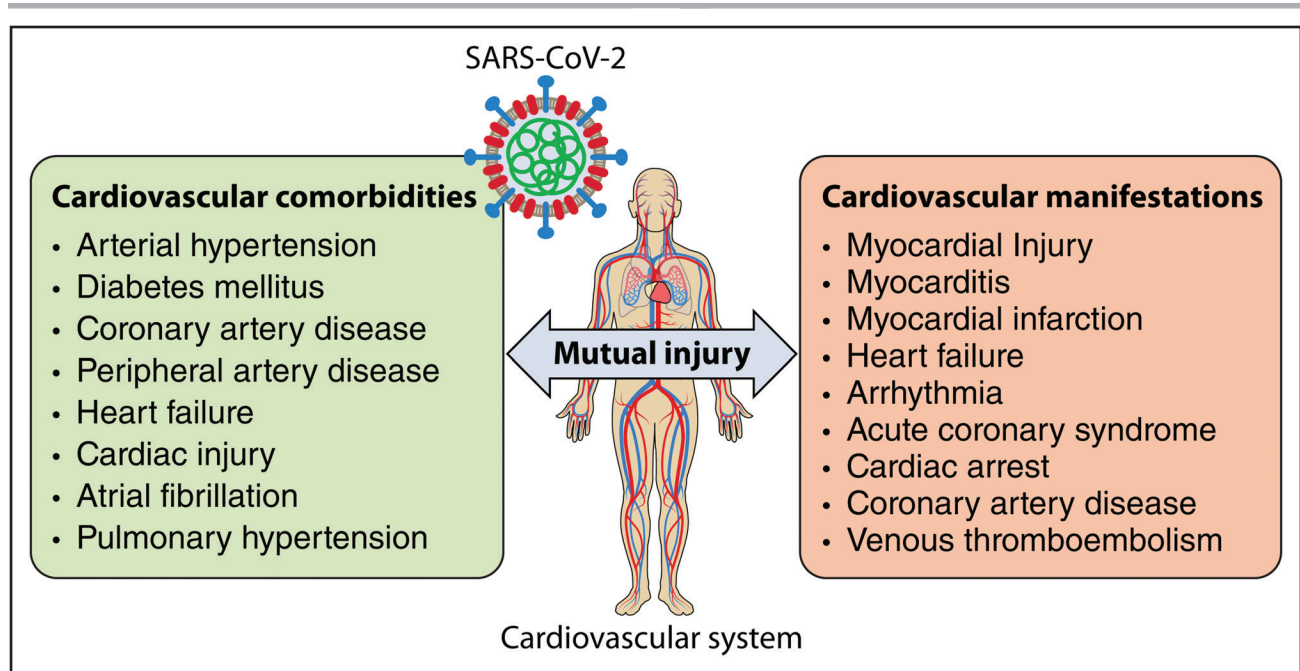 SARS-CoV-2
Cardiovascular comorbidities
• Arterial hypertension
• Diabetes mellitus
• Coronary artery disease
• Peripheral artery disease
• Heart failure
• Cardiac injury
• Atrial fibrillation
• Pulmonary hypertension
Mutual injury
Cardiovascular manifestations
• Myocardial Injury
• Myocarditis
• Myocardial infarction
• Heart failure
• Arrhythmia
• Acute coronary syndrome
• Cardiac arrest
• Coronary artery disease
• Venous thromboembolism
Cardiovascular system